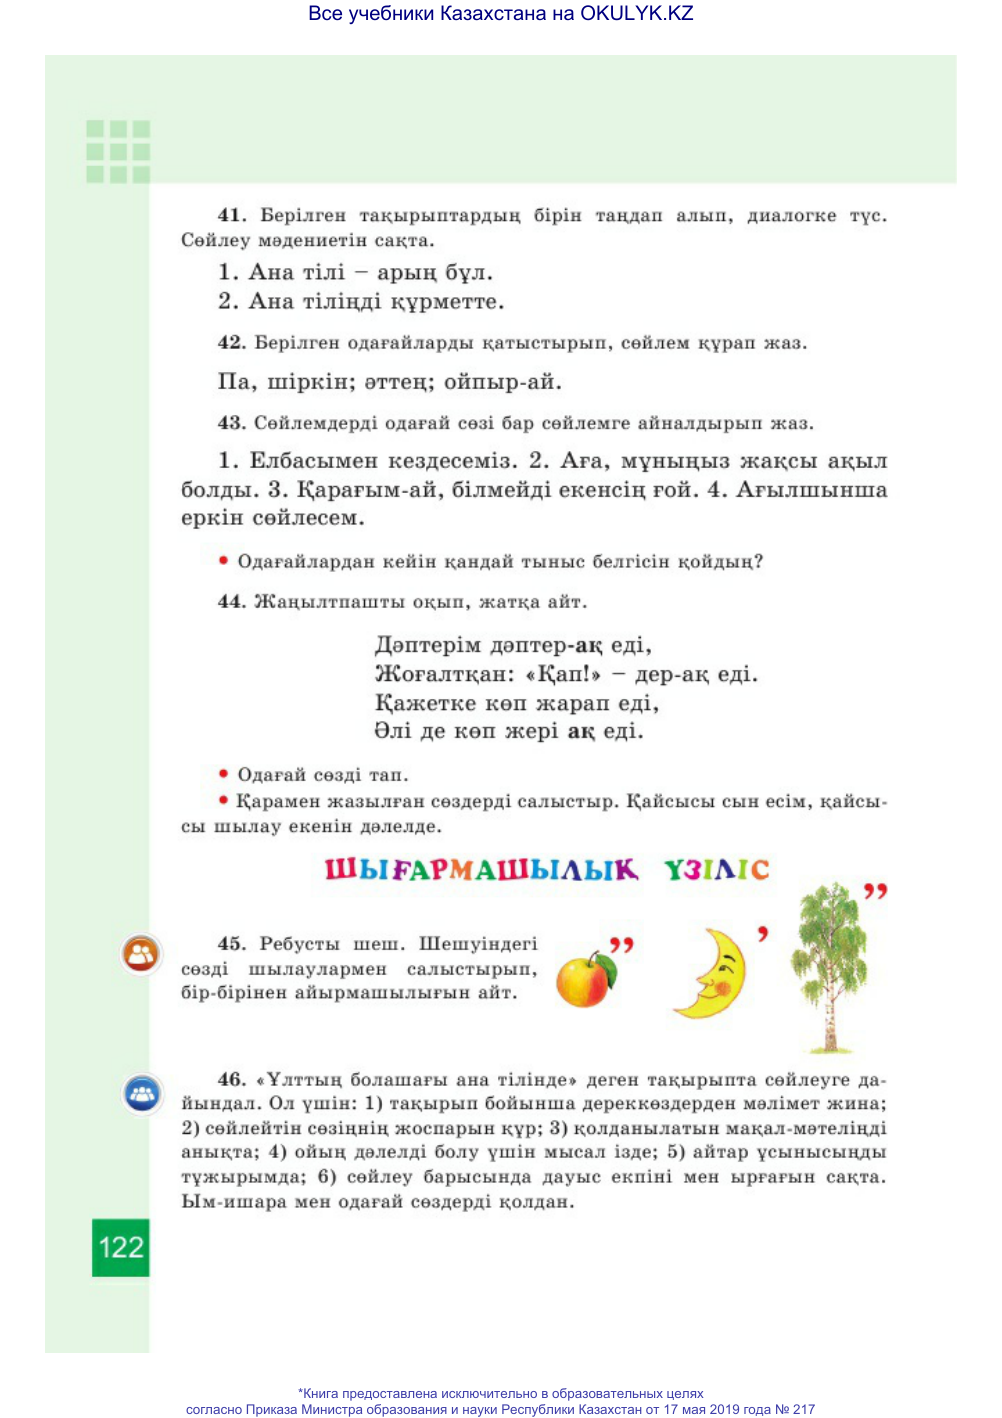 Все учебники Казахстана на OKULYK.KZ
41. Берілген тақырыптардың бірін таңдап алып, диалогке түс.
Сөйлеу мәдениетін сақта.
1. Ана тілі – арың бұл.
2. Ана тіліңді құрметте.
42. Берілген одағайларды қатыстырып, сөйлем құрап жаз.
Па, шіркін; әттең; ойпыр-ай.
43. Сөйлемдерді одағай сөзі бар сөйлемге айналдырып жаз.
1. Елбасымен кездесеміз. 2. Аға, мұныңыз жақсы ақыл
болды. 3. Қарағым-ай, білмейді екенсің ғой. 4. Ағылшынша
еркін сөйлесем.
• Одағайлардан кейін қандай тыныс белгісін қойдың?
44. Жаңылтпашты оқып, жатқа айт.
Дәптерім дәптер-ақ еді,
Жоғалтқан: «Қап!» – дер-ақ еді.
Қажетке көп жарап еді,
Әлі де көп жері ақ еді.
• Одағай сөзді тап.
• Қарамен жазылған сөздерді салыстыр. Қайсысы сын есім, қайсы-
сы шылау екенін дәлелде.
ШЫҒАРМАШЫЛЫҚ ҮЗІЛІС
45. Ребусты шеш. Шешуіндегі
сөзді шылаулармен салыстырып,
бір-бірінен айырмашылығын айт.
,, , ,,
46. «Ұлттың болашағы ана тілінде» деген тақырыпта сөйлеуге да-
йындал. Ол үшін: 1) тақырып бойынша дереккөздерден мәлімет жина;
2) сөйлейтін сөзіңнің жоспарын құр; 3) қолданылатын мақал-мәтеліңді
анықта; 4) ойың дәлелді болу үшін мысал ізде; 5) айтар ұсынысыңды
тұжырымда; 6) сөйлеу барысында дауыс екпіні мен ырғағын сақта.
Ым-ишара мен одағай сөздерді қолдан.
122
*Книга предоставлена исключительно в образовательных целях
согласно Приказа Министра образования и науки Республики Казахстан от 17 мая 2019 года № 217